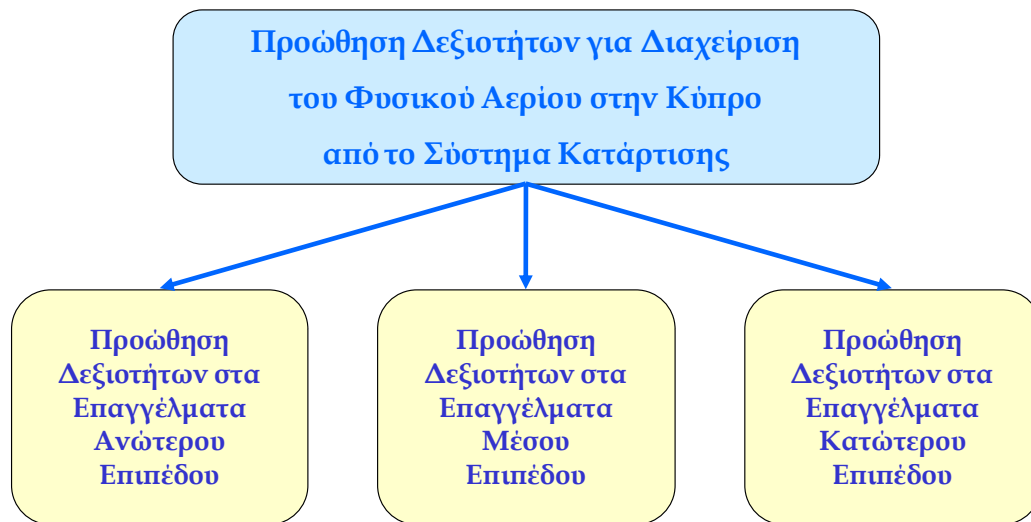 Προώθηση Δεξιοτήτων για Διαχείριση
του Φυσικού Αερίου στην Κύπρο
από το Σύστημα Κατάρτισης
Προώθηση
Δεξιοτήτων στα
Επαγγέλματα
Ανώτερου
Επιπέδου
Προώθηση
Δεξιοτήτων στα
Επαγγέλματα
Μέσου
Επιπέδου
Προώθηση
Δεξιοτήτων στα
Επαγγέλματα
Κατώτερου
Επιπέδου